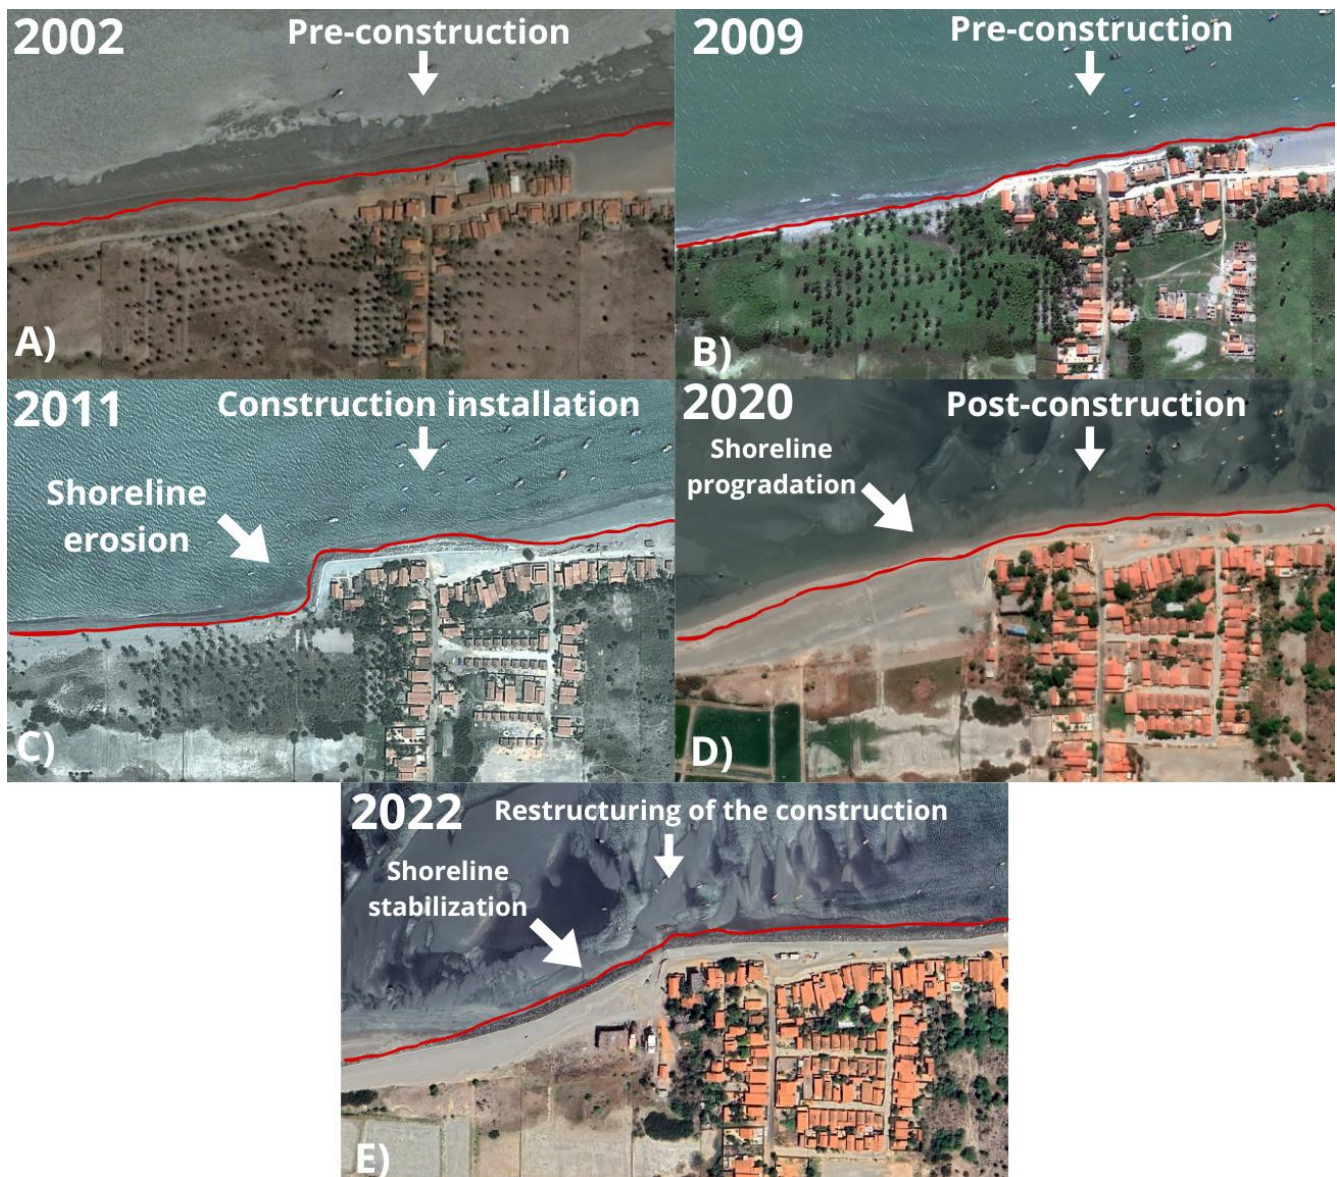 2002
Pre-construction
A)
2009
Pre-construction
B)
2011
Construction installation
Shoreline
erosion
C)
2020
Post-construction
Shoreline
progradation
D)
2022
Restructuring of the construction
Shoreline
stabilization
E)